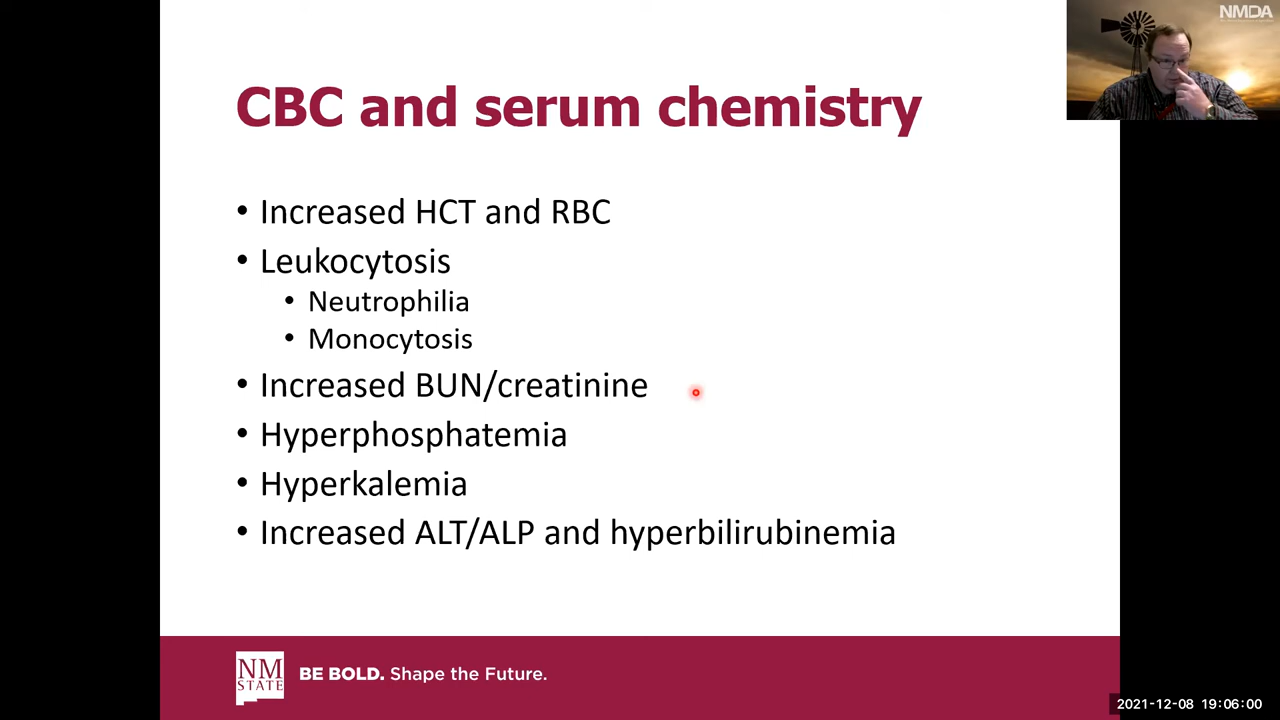 NMDA
CBC and serum chemistry
• Increased HCT and RBC
• Leukocytosis
• Neutrophilia
• Monocytosis
• Increased BUN/creatinine
• Hyperphosphatemia
• Hyperkalemia
• Increased ALT/ALP and hyperbilirubinemia
NM
STATE
BE BOLD. Shape the Future.
2021-12-08 19:06:00